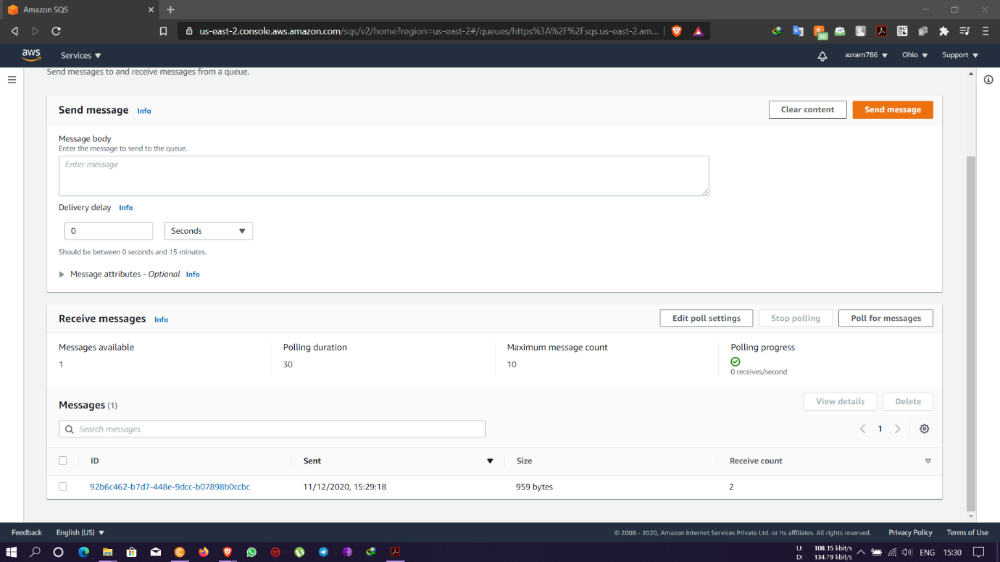 Amazon SQS
us-east-2.console.aws.amazon.com/sqs/v2/home?region=us-east-2#/queues/https%3A%2F%2Fsqs.us-east-2.am...
10
aws Services azram786 Ohio Support
Send messages to and receive messages from a queue.
Send message Info Clear content Send message
Message body
Enter the message to send to the queue.
Enter message
Delivery delay Info
0 Seconds
Should be between 0 seconds and 15 minutes.
Message attributes - Optional Info
Receive messages Info Edit poll settings Stop polling Poll for messages
Messages available Polling duration Maximum message count Polling progress
1 30 10
0 receives/second
Messages (1) View details Delete
Search messages 1
ID Sent Size Receive count
92b6c462-b7d7-448e-9dcc-b07898b0ccbc 11/12/2020, 15:29:18 959 bytes 2
Feedback English (US) © 2008 - 2020, Amazon Internet Services Private Ltd. or its affiliates. All rights reserved. Privacy Policy Terms of Use
U: 108.15 kbit/s
D: 134.79 kbit/s
ENG 15:30